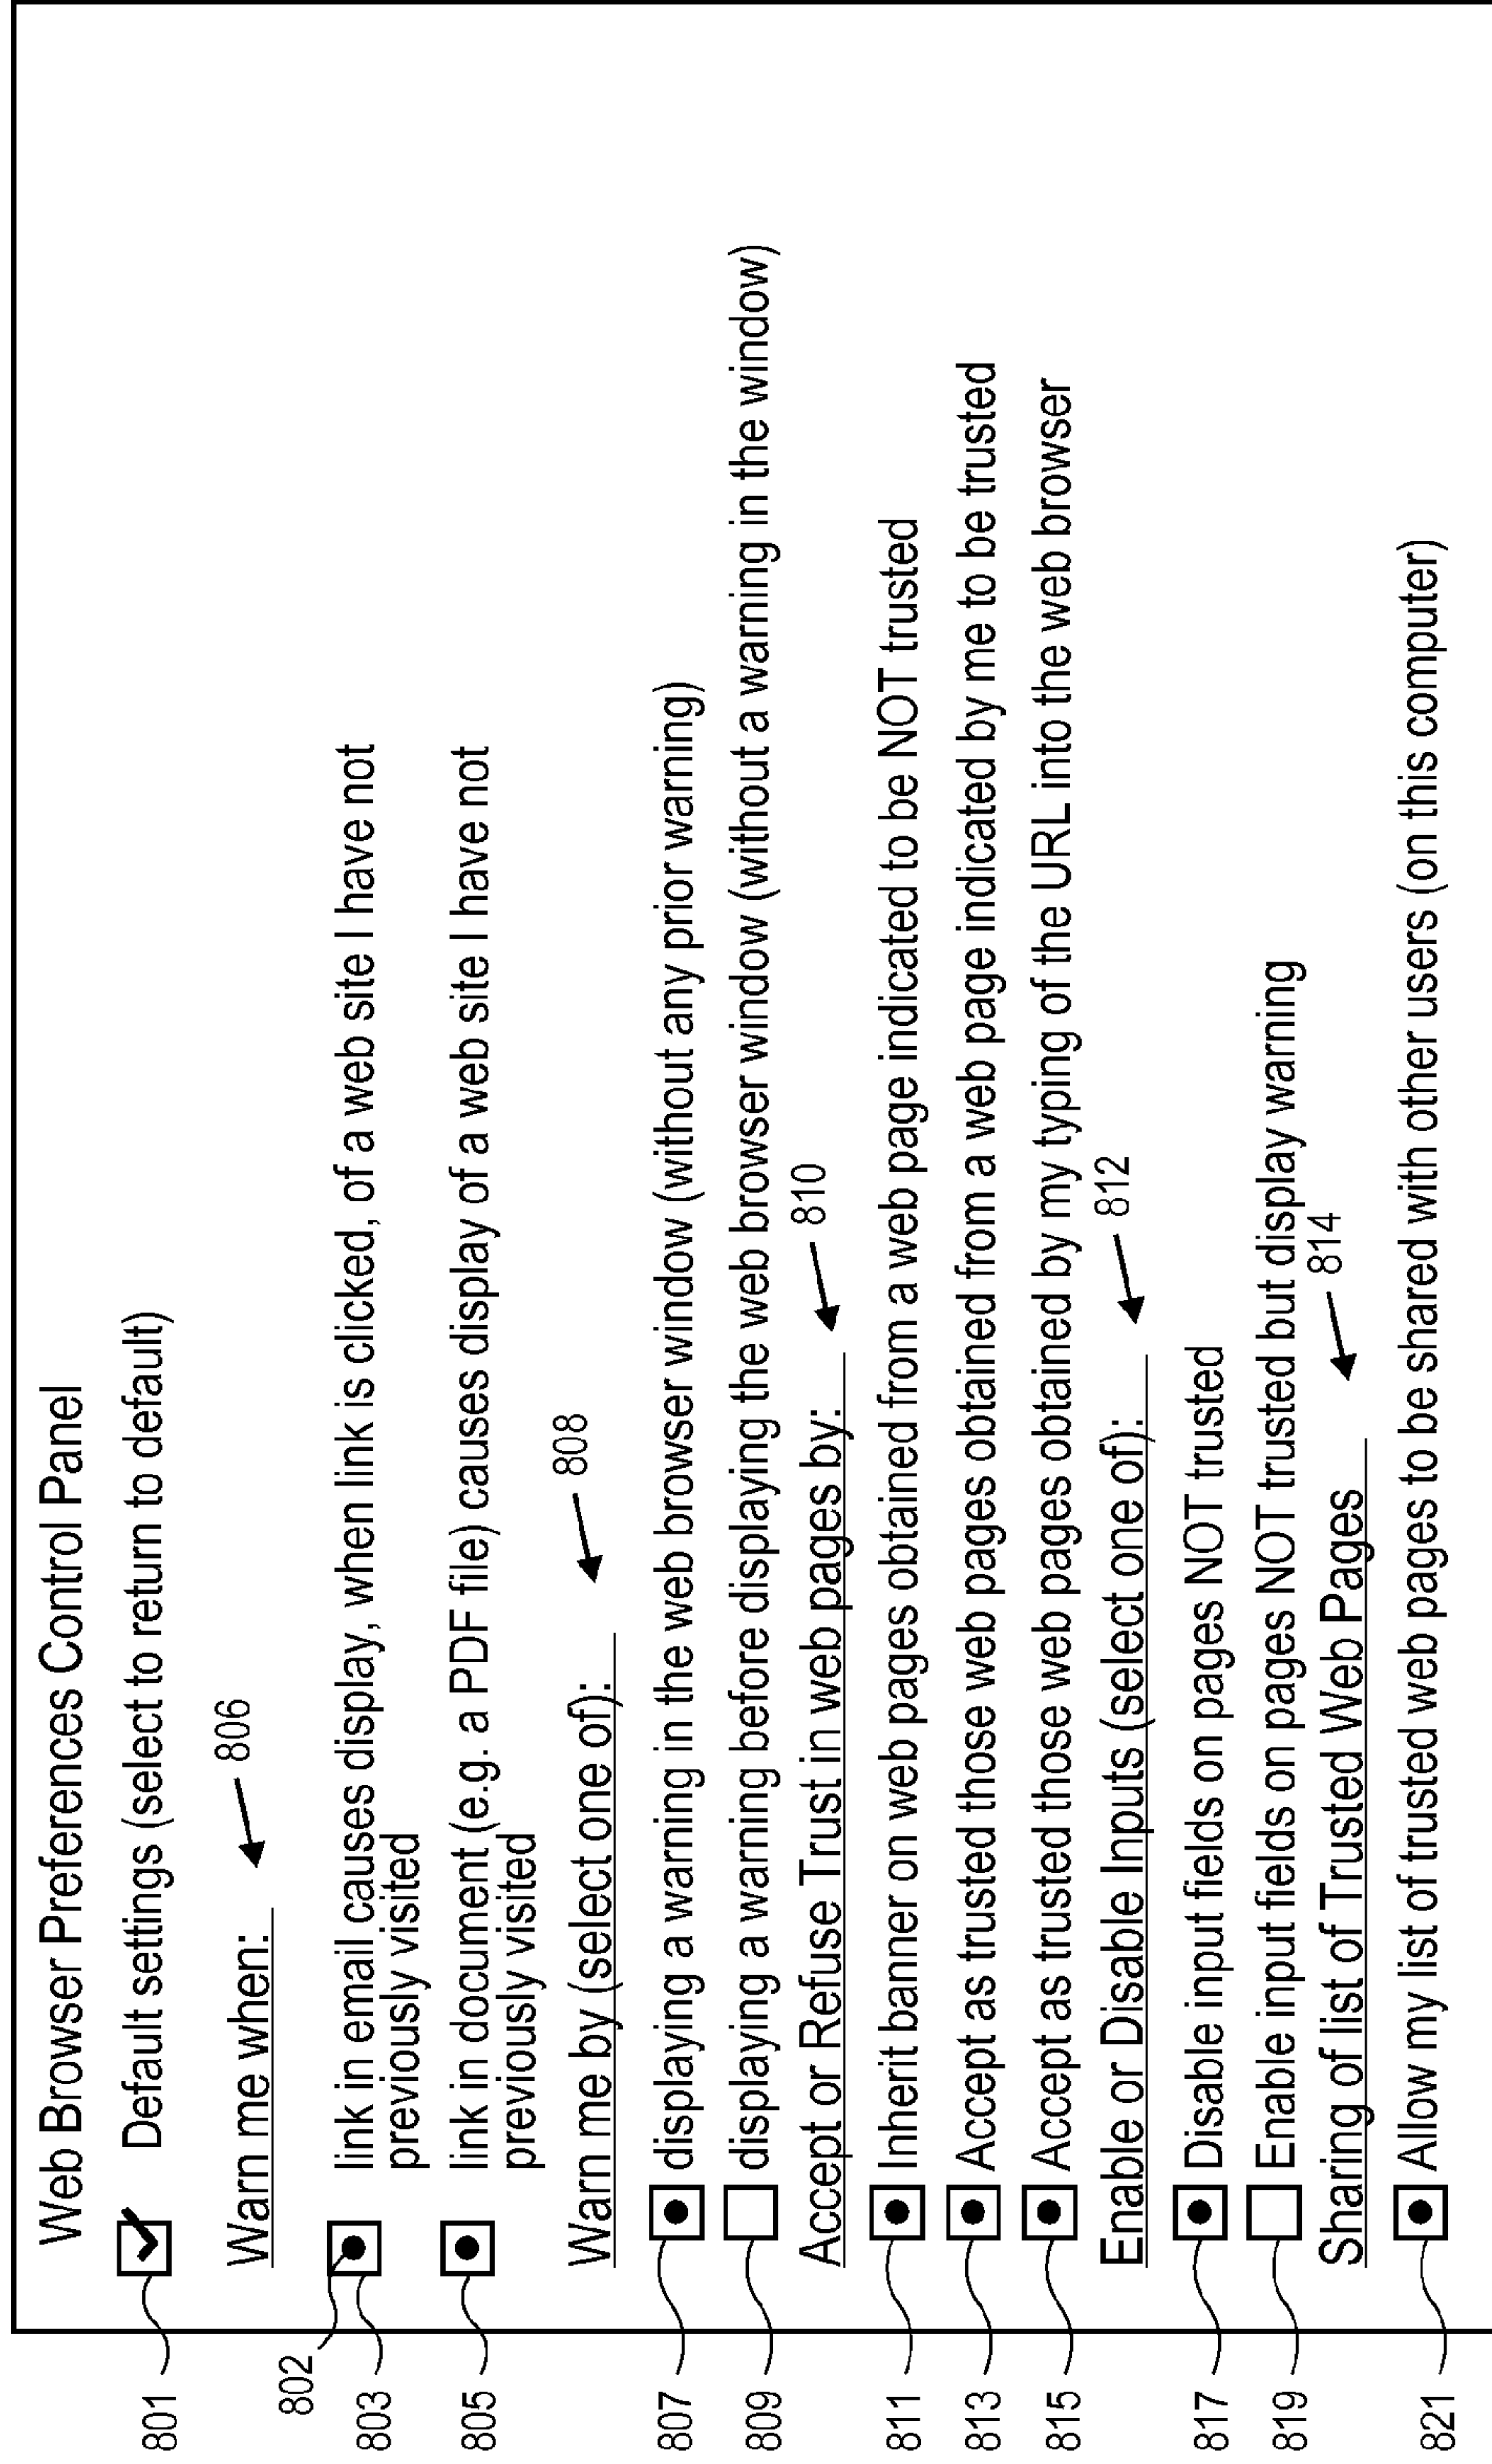 Web Browser Preferences Control Panel
801 Default settings (select to return to default)
806
Warn me when:
802
803 link in email causes display, when link is clicked, of a web site I have not
previously visited
805 link in document (e.g. a PDF file) causes display of a web site I have not
previously visited
808
Warn me by (select one of):
807 displaying a warning in the web browser window (without any prior warning)
809 displaying a warning before displaying the web browser window (without a warning in the window)
810
Accept or Refuse Trust in web pages by:
811 Inherit banner on web pages obtained from a web page indicated to be NOT trusted
813 Accept as trusted those web pages obtained from a web page indicated by me to be trusted
815 Accept as trusted those web pages obtained by my typing of the URL into the web browser
812
Enable or Disable Inputs (select one of):
817 Disable input fields on pages NOT trusted
819 Enable input fields on pages NOT trusted but display warning
814
Sharing of list of Trusted Web Pages
821 Allow my list of trusted web pages to be shared with other users (on this computer)